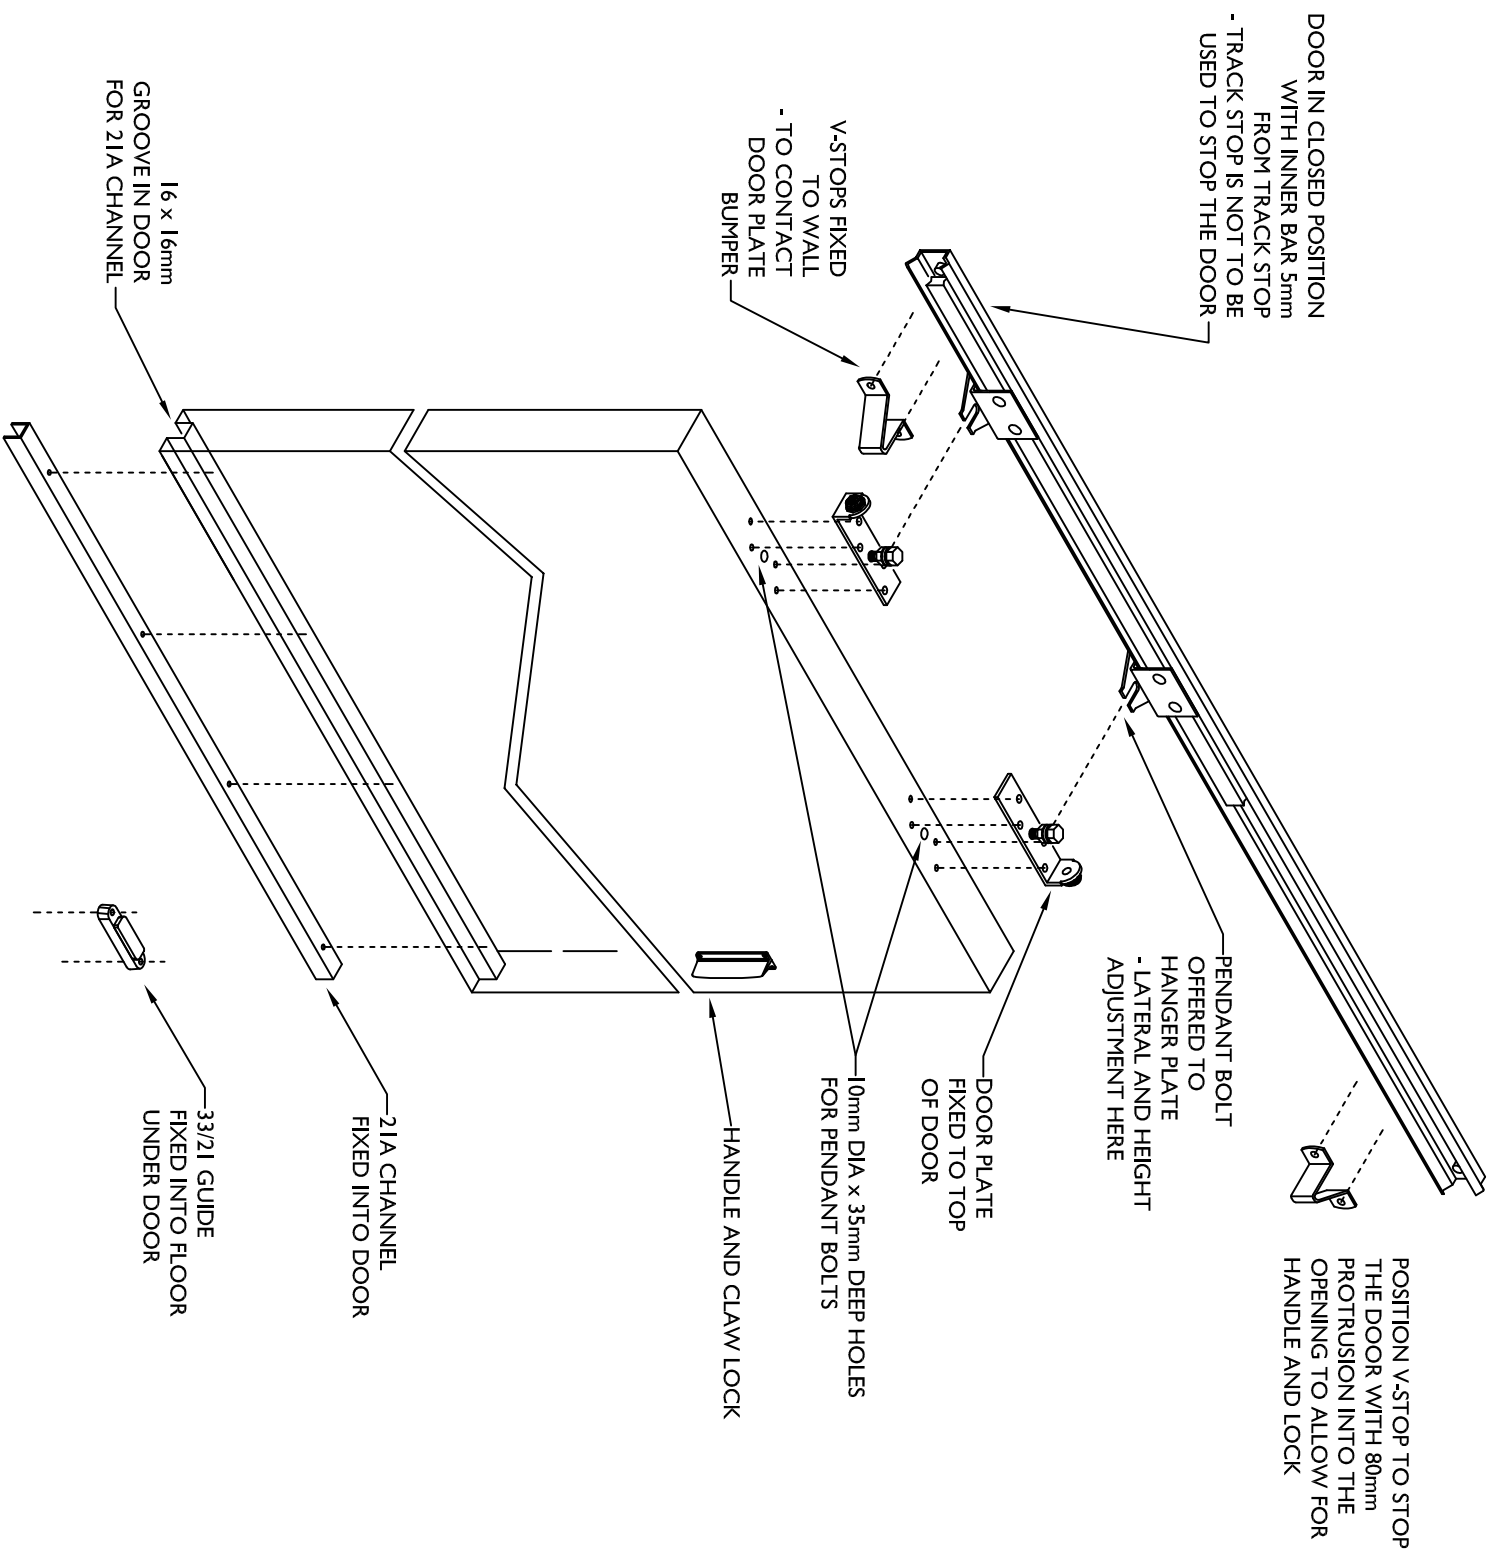 DOOR IN CLOSED POSITION
WITH INNER BAR 5mm
FROM TRACK STOP
- TRACK STOP IS NOT TO BE
USED TO STOP THE DOOR
V-STOPS FIXED
TO WALL
- TO CONTACT
DOOR PLATE
BUMPER
16 x 16mm
GROOVE IN DOOR
FOR 21A CHANNEL
POSITION V-STOP TO STOP
THE DOOR WITH 80mm
PROTRUSION INTO THE
OPENING TO ALLOW FOR
HANDLE AND LOCK
PENDANT BOLT
OFFERED TO
HANGER PLATE
- LATERAL AND HEIGHT
ADJUSTMENT HERE
DOOR PLATE
FIXED TO TOP
OF DOOR
10mm DIA x 35mm DEEP HOLES
FOR PENDANT BOLTS
HANDLE AND CLAW LOCK
21A CHANNEL
FIXED INTO DOOR
33/21 GUIDE
FIXED INTO FLOOR
UNDER DOOR